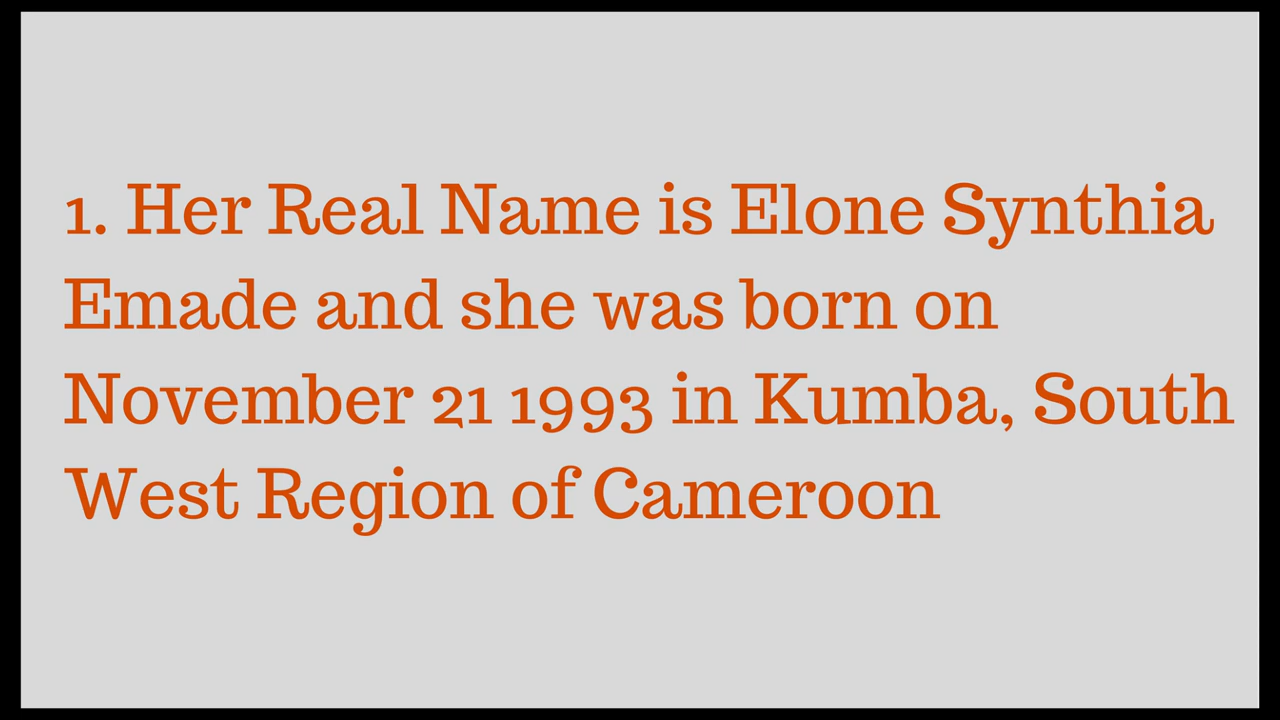 1. Her Real Name is Elone Synthia
Emade and she was born on
November 21 1993 in Kumba, South
West Region of Cameroon